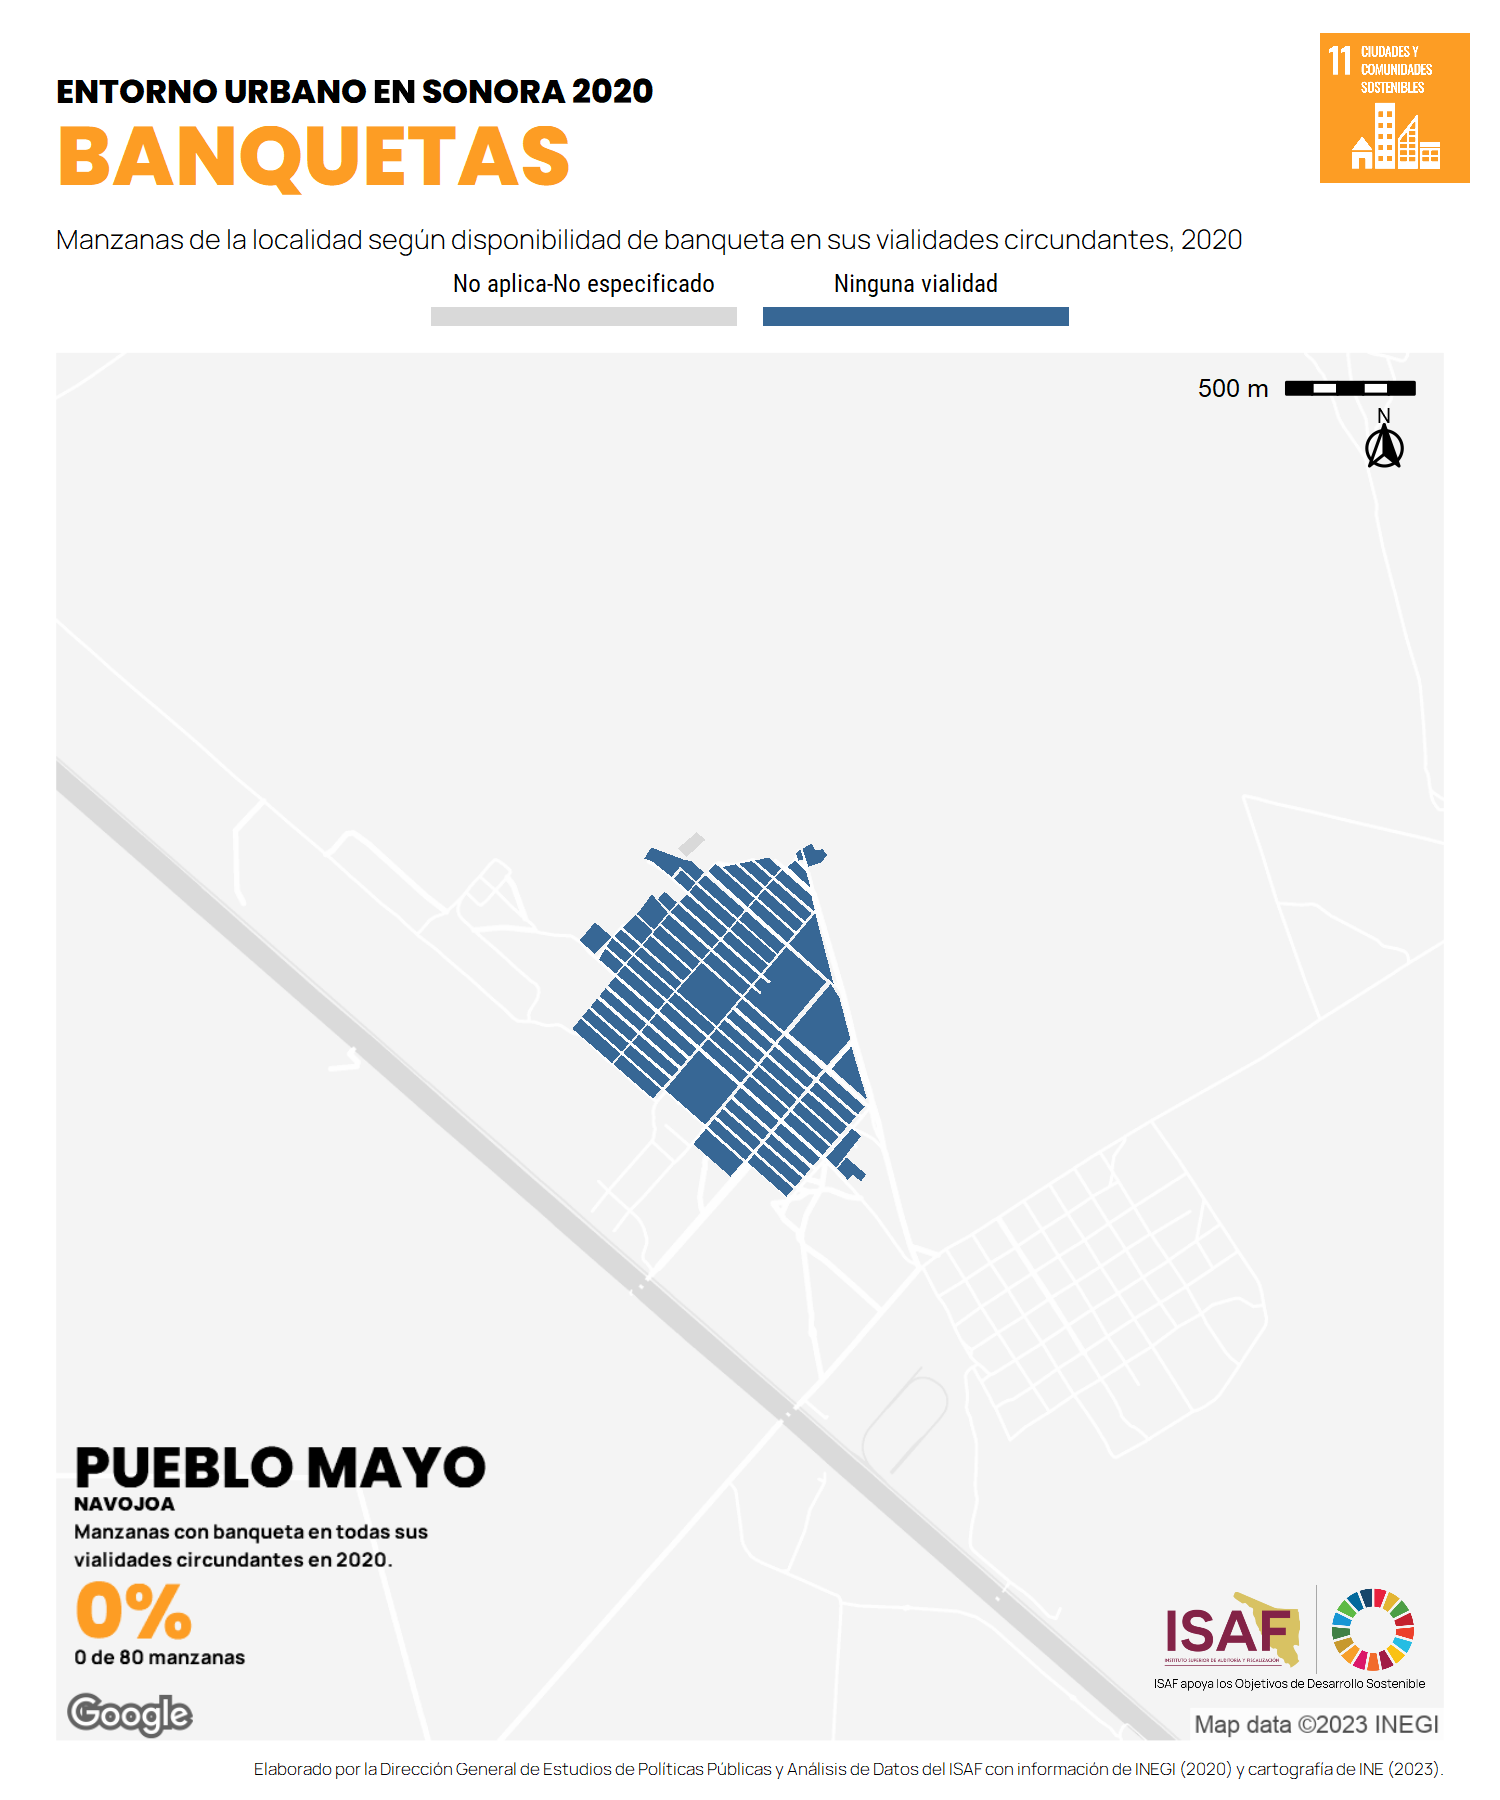 11 CIUDADES Y
COMUNIDADES
SOSTENIBLES
ENTORNO URBANO EN SONORA 2020
BANQUETAS
Manzanas de la localidad según disponibilidad de banqueta en sus vialidades circundantes, 2020
No aplica-No especificado
Ninguna vialidad
500 m
N
PUEBLO MAYO
NAVOJOA
Manzanas con banqueta en todas sus
vialidades circundantes en 2020.
0%
0 de 80 manzanas
Google
ISAF
INSTITUTO SUPERIOR DE AUDITORÍA Y FISCALIZACIÓN
ISAF apoya los Objetivos de Desarrollo Sostenible
Map data ©2023 INEGI
Elaborado por la Dirección General de Estudios de Políticas Públicas y Análisis de Datos del ISAF con información de INEGI (2020) y cartografía de INE (2023).